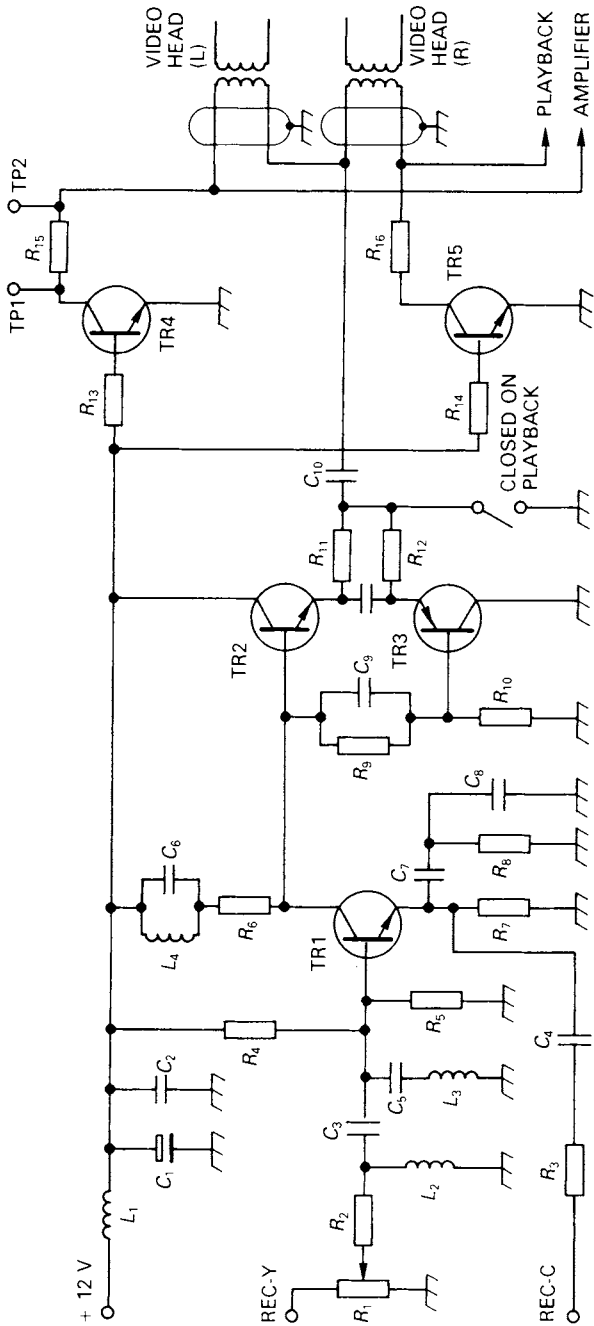 + 12 V
L1
C1
C2
REC-Y
R1
R2
L2
C3
C5
L3
R4
R5
REC-C
R3
C4
L4
C6
R6
TR1
R7
C7
R8
C8
TR2
R9
C9
TR3
R10
R11
R12
C10
CLOSED ON
PLAYBACK
R13
TR4
TP1
R15
TP2
R14
TR5
R16
VIDEO
HEAD
(L)
VIDEO
HEAD
(R)
PLAYBACK
AMPLIFIER